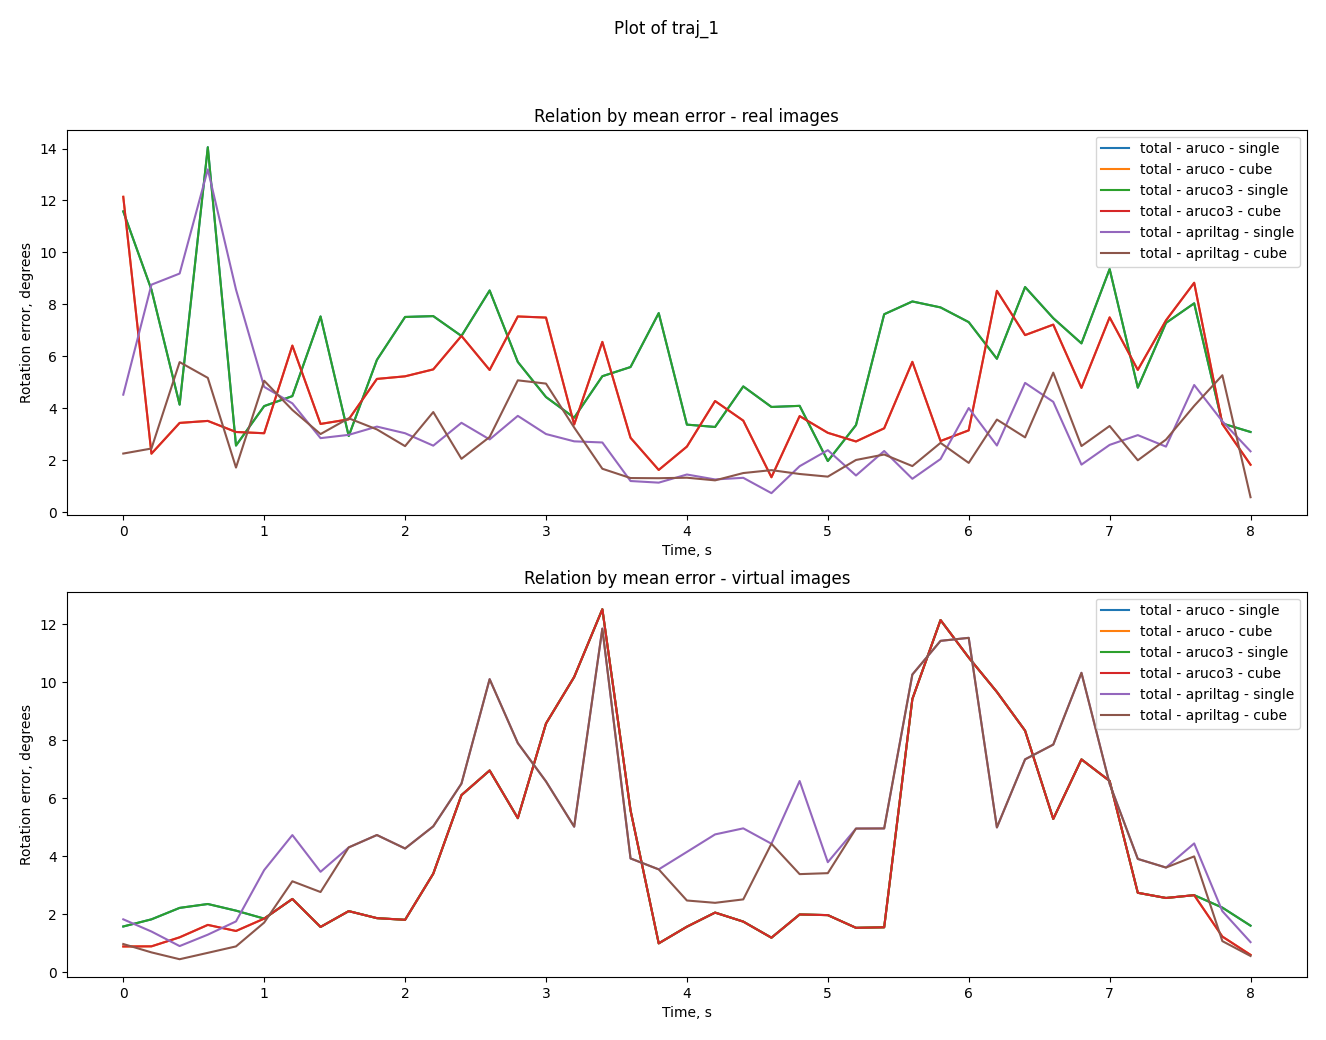 Plot of traj_1
Relation by mean error - real images
Rotation error, degrees
14
12
10
8
6
4
2
0
total - aruco - single
total - aruco - cube
total - aruco3 - single
total - aruco3 - cube
total - apriltag - single
total - apriltag - cube
0 1 2 3 4 5 6 7 8
Time, s
Relation by mean error - virtual images
Rotation error, degrees
12
10
8
6
4
2
0
total - aruco - single
total - aruco - cube
total - aruco3 - single
total - aruco3 - cube
total - apriltag - single
total - apriltag - cube
0 1 2 3 4 5 6 7 8
Time, s